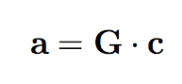 a = G · c